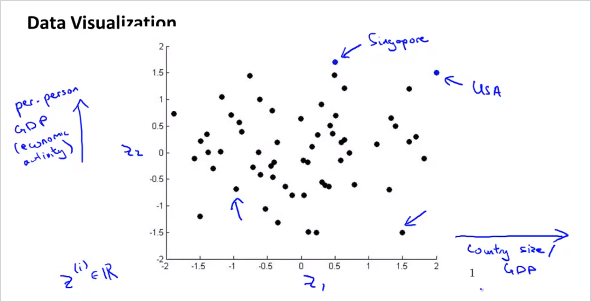 Data Visualization
Singapore
USA
per-person
GDP
(economic
activity)
z₂
2
1.5
1
0.5
0
-0.5
-1
-1.5
-2
-2 -1.5 -1 -0.5 0 0.5 1 1.5 2
z₁
z⁽ⁱ⁾ ∈ ℝ
Country size/
GDP
1